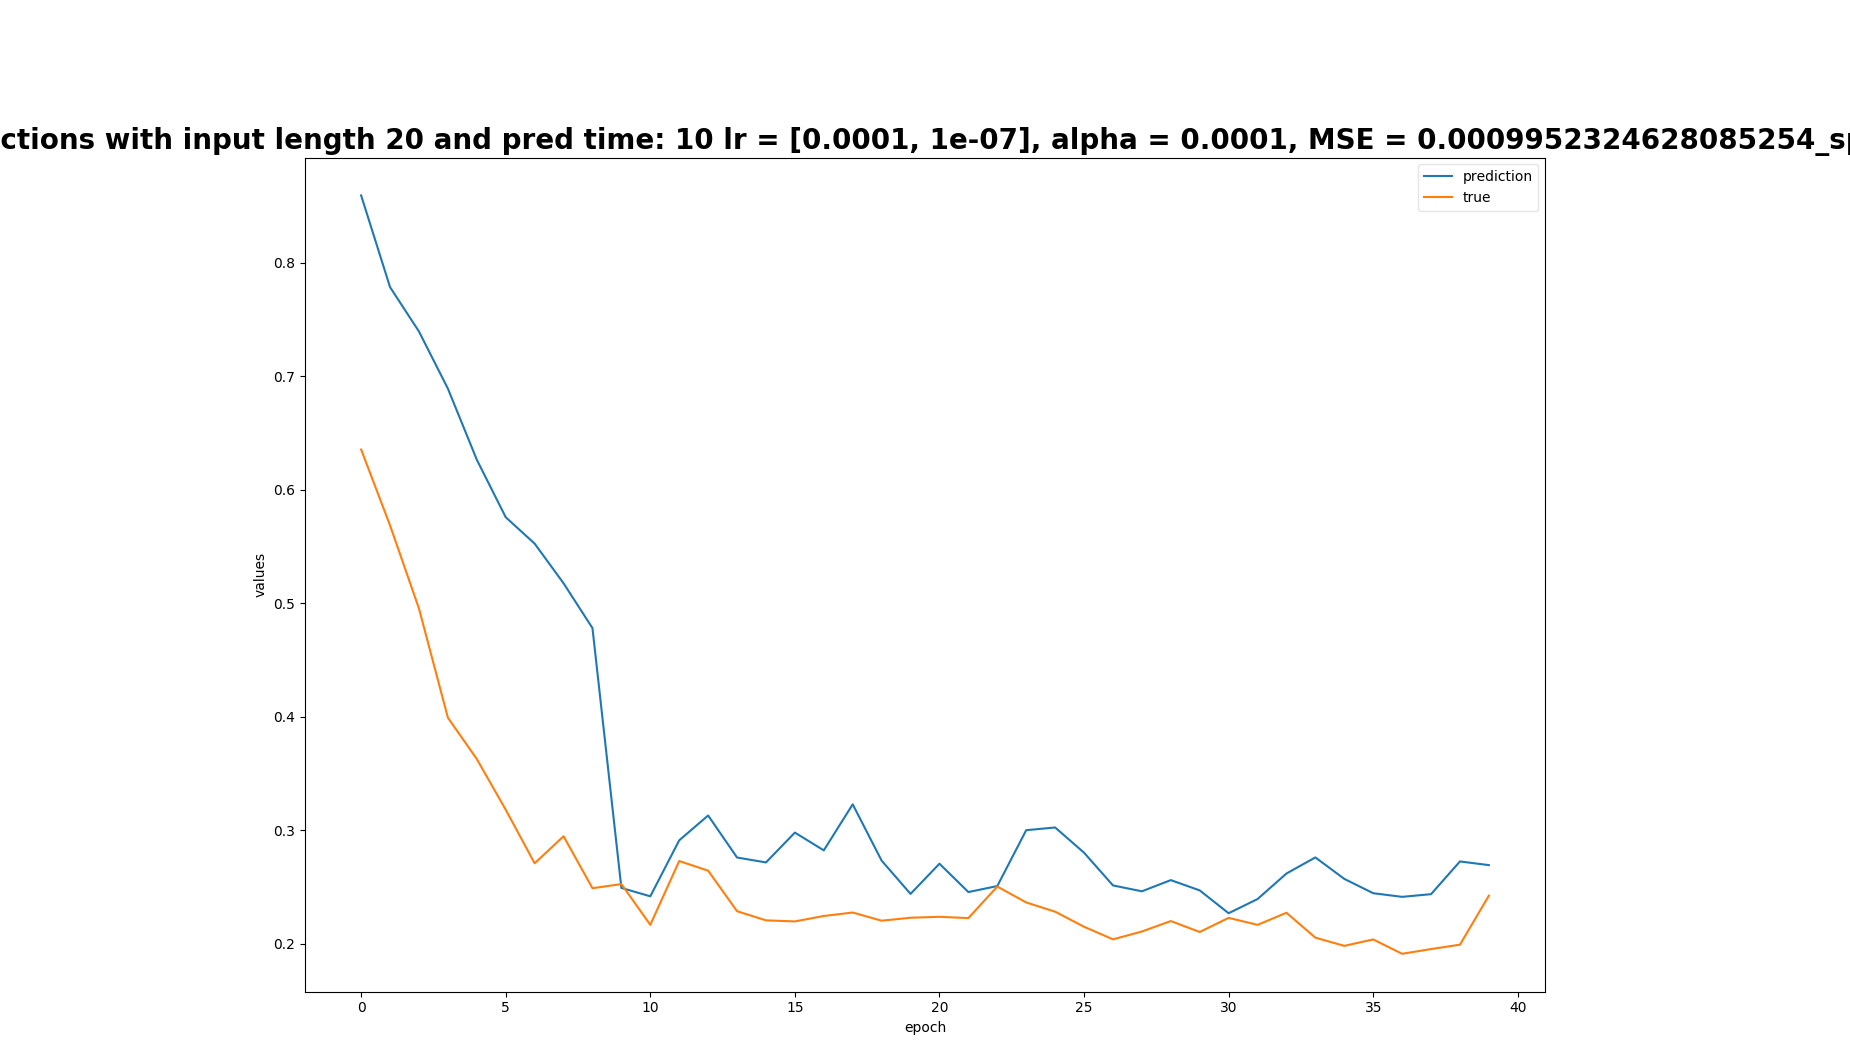 ctions with input length 20 and pred time: 10 lr = [0.0001, 1e-07], alpha = 0.0001, MSE = 0.0009952324628085254_sp
prediction
true
0.8
0.7
0.6
0.5
0.4
0.3
0.2
values
0 5 10 15 20 25 30 35 40
epoch